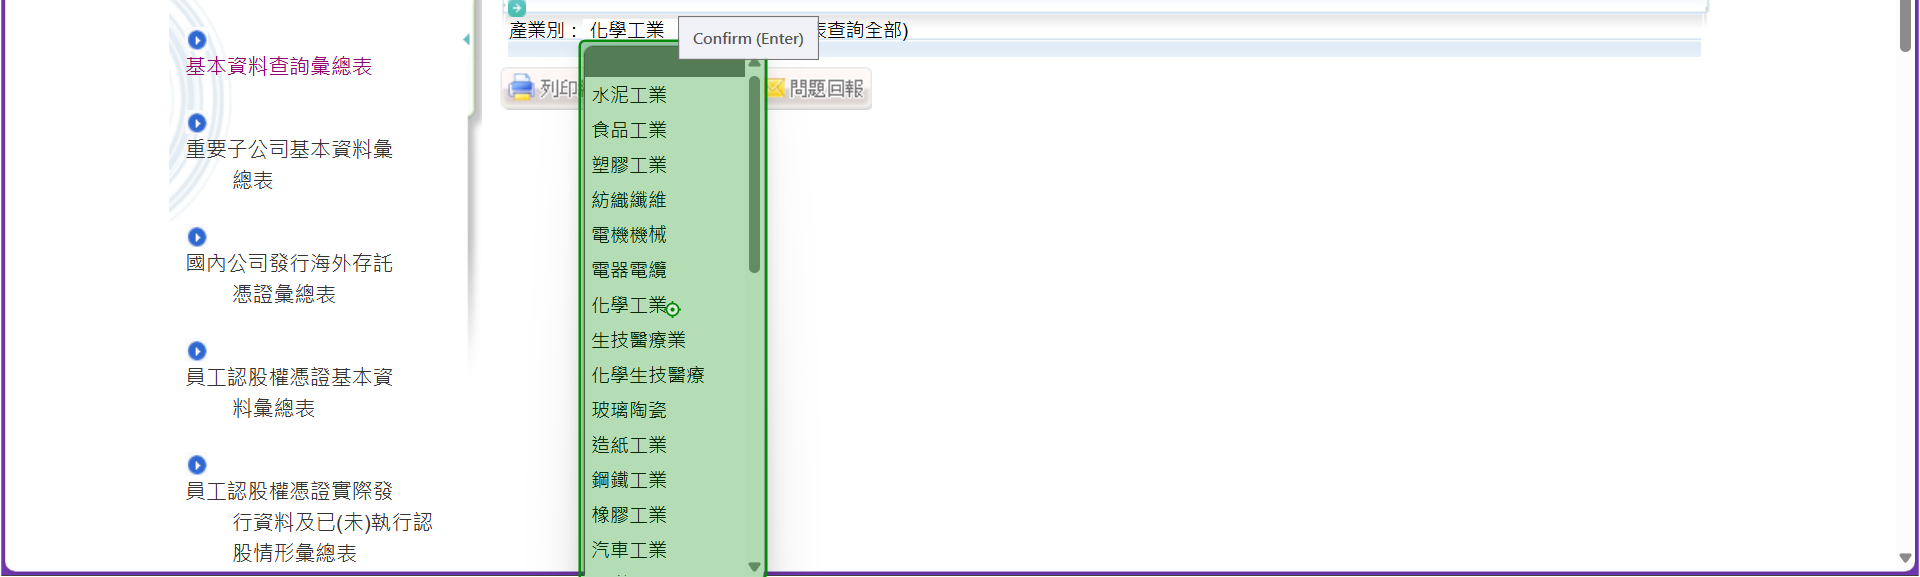 基本資料查詢彙總表
重要子公司基本資料彙
總表
國內公司發行海外存託
憑證彙總表
員工認股權憑證基本資
料彙總表
員工認股權憑證實際發
行資料及已(未)執行認
股情形彙總表
產業別： 化學工業
查詢全部)
Confirm (Enter)
列印
問題回報
水泥工業
食品工業
塑膠工業
紡織纖維
電機機械
電器電纜
化學工業
生技醫療業
化學生技醫療
玻璃陶瓷
造紙工業
鋼鐵工業
橡膠工業
汽車工業